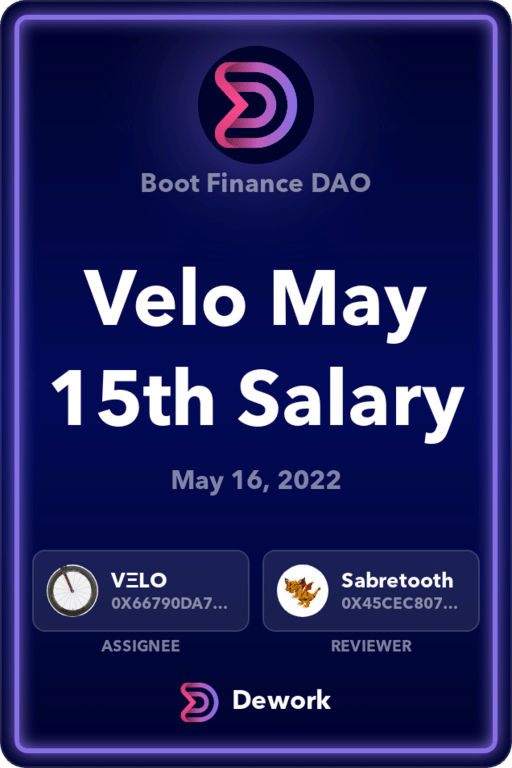 Boot Finance DAO
Velo May
15th Salary
May 16, 2022
VΞLO
0X66790DA7...
Sabretooth
0X45CEC807...
ASSIGNEE
REVIEWER
Dework